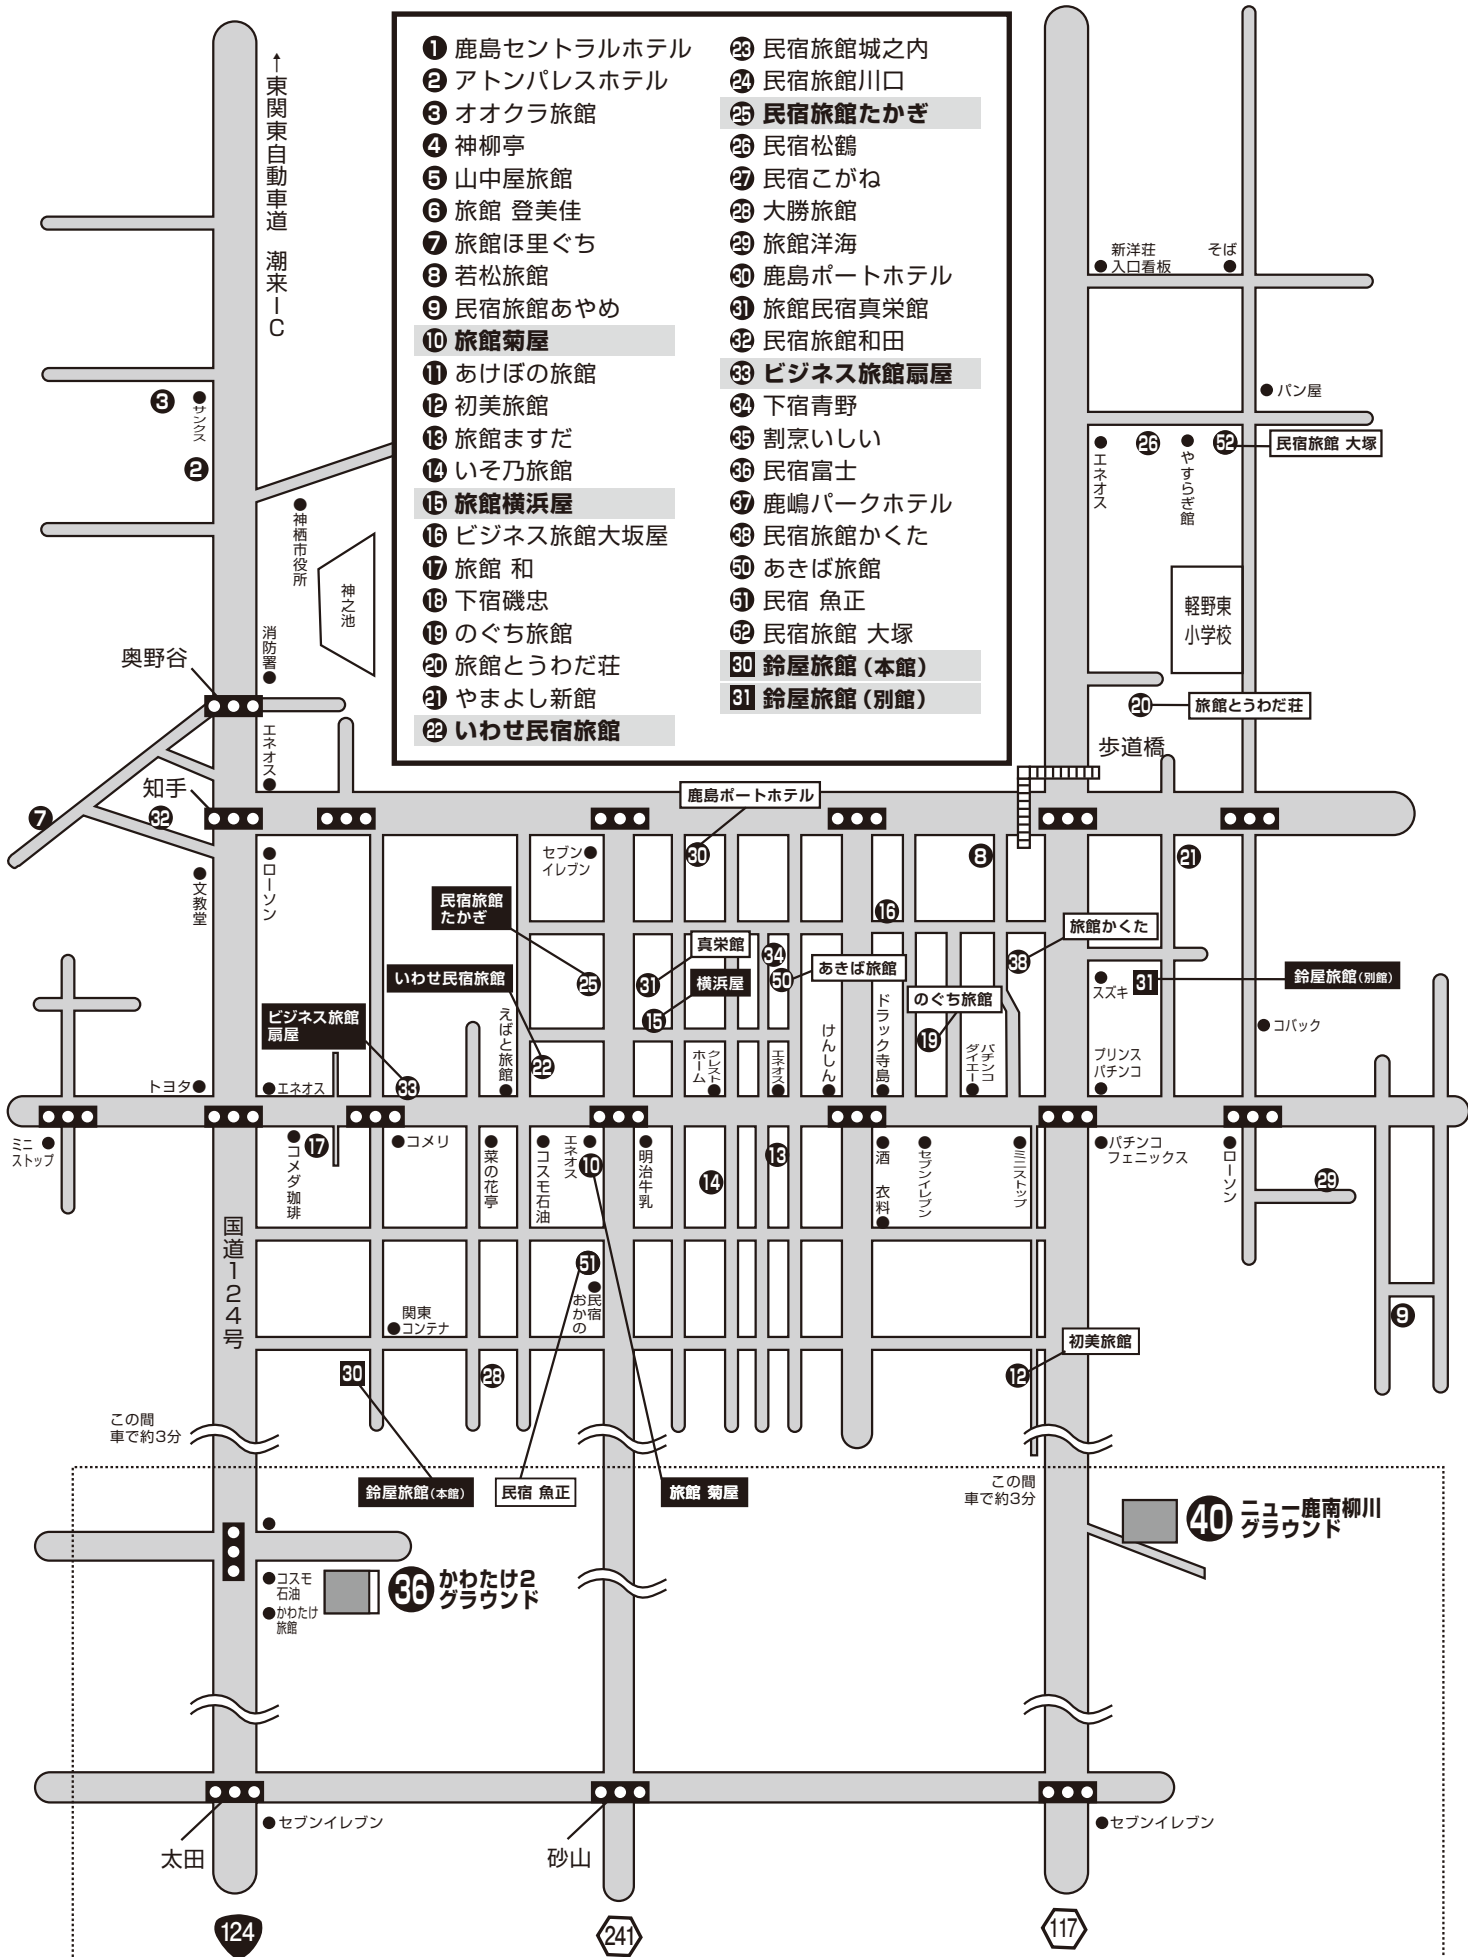 ❶ 鹿島セントラルホテル
❷ アトンパレスホテル
❸ オオクラ旅館
❹ 神柳亭
❺ 山中屋旅館
❻ 旅館 登美佳
❼ 旅館ほ里ぐち
❽ 若松旅館
❾ 民宿旅館あやめ
❿ 旅館菊屋
⓫ あけぼの旅館
⓬ 初美旅館
⓭ 旅館ますだ
⓮ いそ乃旅館
⓯ 旅館横浜屋
⓰ ビジネス旅館大坂屋
⓱ 旅館 和
⓲ 下宿磯忠
⓳ のぐち旅館
⓴ 旅館とうわだ荘
21 やまよし新館
22 いわせ民宿旅館
23 民宿旅館城之内
24 民宿旅館川口
25 民宿旅館たかぎ
26 民宿松鶴
27 民宿こがね
28 大勝旅館
29 旅館洋海
30 鹿島ポートホテル
31 旅館民宿真栄館
32 民宿旅館和田
33 ビジネス旅館扇屋
34 下宿青野
35 割烹いしい
36 民宿富士
37 鹿嶋パークホテル
38 民宿旅館かくた
50 あきば旅館
51 民宿 魚正
52 民宿旅館 大塚
30 鈴屋旅館(本館)
31 鈴屋旅館(別館)
↑東関東自動車道 潮来IC
新洋荘
入口看板
そば
3
サンクス
2
パン屋
エネオス
26
やすらぎ館
52
民宿旅館 大塚
神栖市役所
神之池
軽野東
小学校
消防署
奥野谷
20
旅館とうわだ荘
エネオス
歩道橋
知手
7
32
鹿島ポートホテル
ローソン
文教堂
セブン
イレブン
30
8
21
民宿旅館
たかぎ
16
旅館かくた
真栄館
34
38
いわせ民宿旅館
25
31
横浜屋
50
あきば旅館
スズキ
31
鈴屋旅館(別館)
のぐち旅館
ビジネス旅館
扇屋
えばと旅館
15
ドラック寺島
けんしん
19
コバック
22
クレスト
ホーム
エネオス
パチンコ
ダイエー
プリンス
パチンコ
トヨタ
エネオス
33
ミニ
ストップ
コメダ珈琲
17
コメリ
菜の花亭
コスモ石油
エネオス
10
明治牛乳
14
13
酒 衣料
セブンイレブン
ミニストップ
パチンコ
フェニックス
ローソン
29
国道124号
51
民宿
おかの
関東
コンテナ
9
初美旅館
30
28
12
この間
車で約3分
鈴屋旅館(本館)
民宿 魚正
旅館 菊屋
この間
車で約3分
40 ニュー鹿南柳川
グラウンド
コスモ
石油
かわたけ
旅館
36 かわたけ2
グラウンド
セブンイレブン
セブンイレブン
太田
砂山
124
241
117